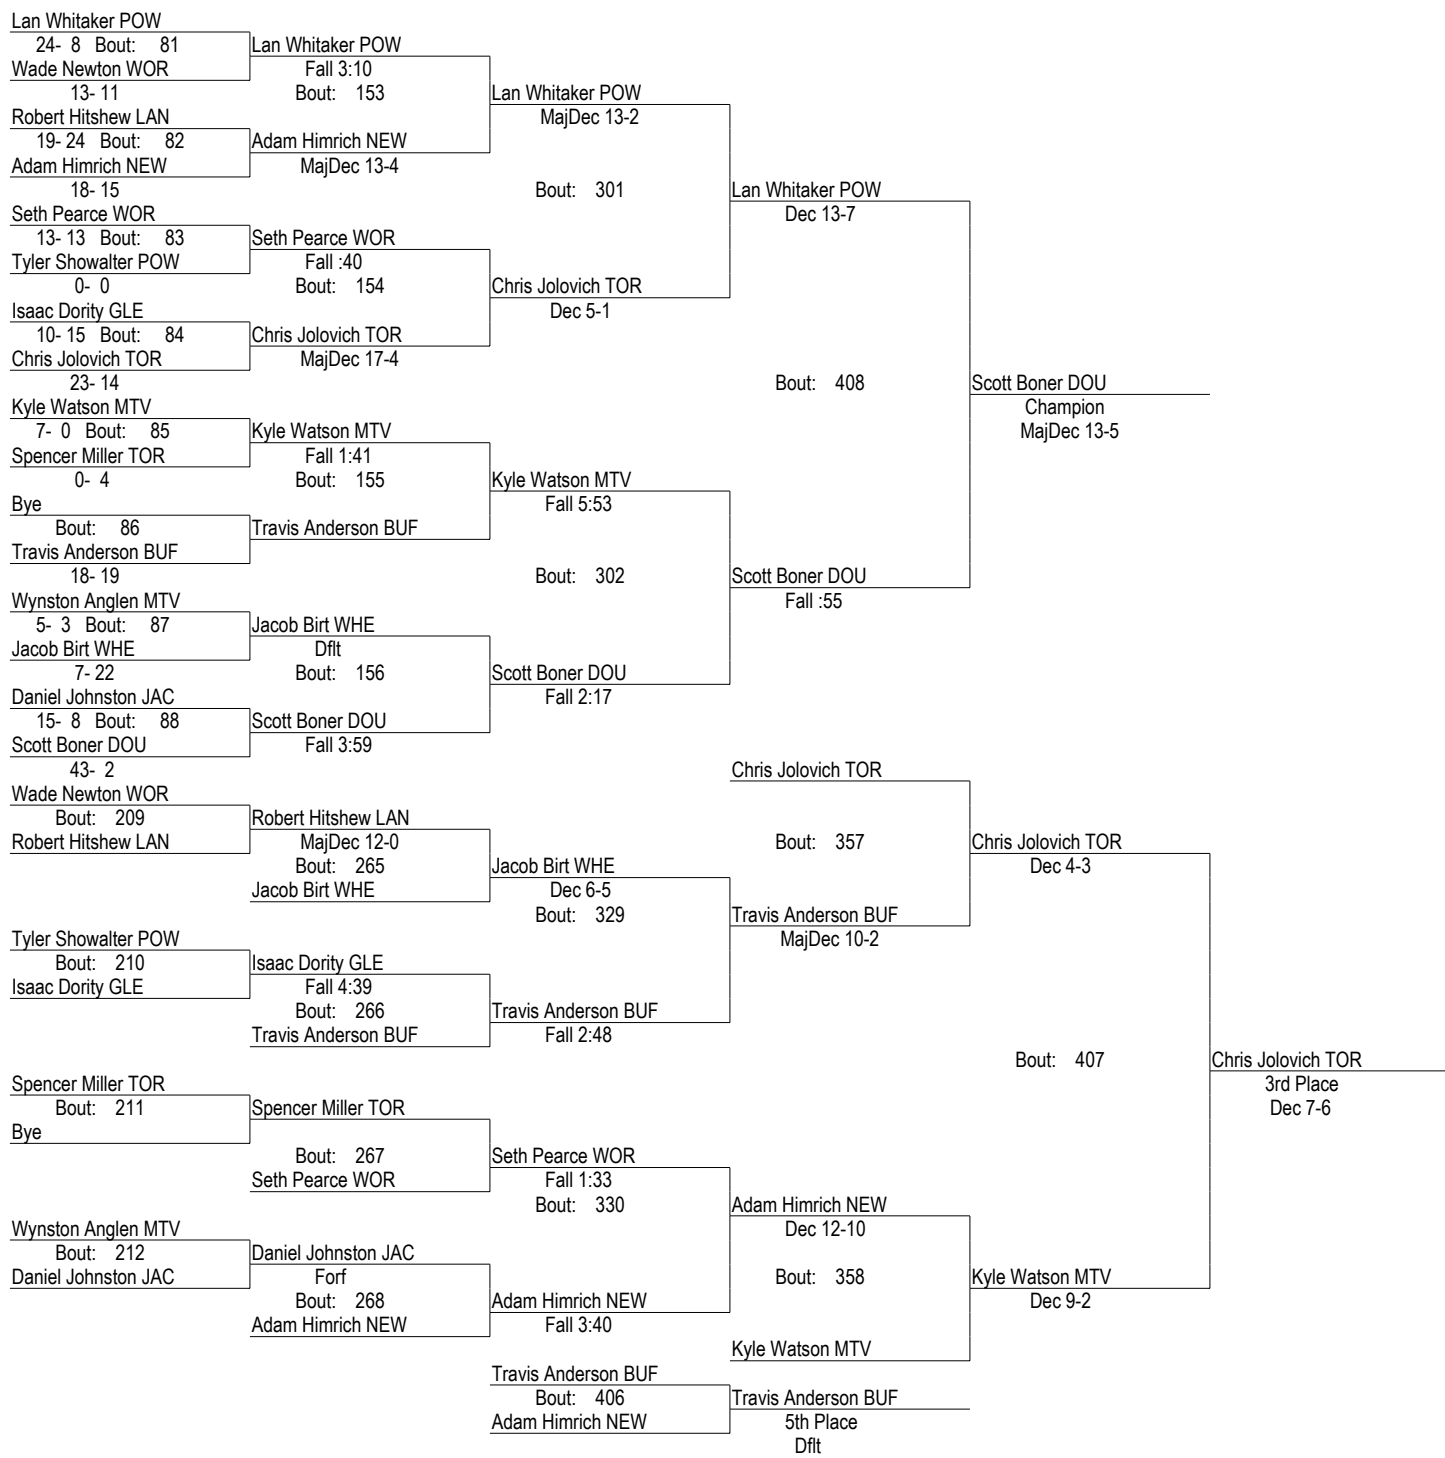 Lan Whitaker POW
24- 8 Bout: 81
Lan Whitaker POW
Wade Newton WOR
Fall 3:10
13- 11
Bout: 153
Lan Whitaker POW
Robert Hitshew LAN
MajDec 13-2
19- 24 Bout: 82
Adam Himrich NEW
Adam Himrich NEW
MajDec 13-4
18- 15
Bout: 301
Lan Whitaker POW
Seth Pearce WOR
Dec 13-7
13- 13 Bout: 83
Seth Pearce WOR
Tyler Showalter POW
Fall :40
0- 0
Bout: 154
Chris Jolovich TOR
Isaac Dority GLE
Dec 5-1
10- 15 Bout: 84
Chris Jolovich TOR
Chris Jolovich TOR
MajDec 17-4
23- 14
Bout: 408
Scott Boner DOU
Kyle Watson MTV
Champion
7- 0 Bout: 85
Kyle Watson MTV
MajDec 13-5
Spencer Miller TOR
Fall 1:41
0- 4
Bout: 155
Kyle Watson MTV
Bye
Fall 5:53
Bout: 86
Travis Anderson BUF
Travis Anderson BUF
18- 19
Bout: 302
Scott Boner DOU
Wynston Anglen MTV
Fall :55
5- 3 Bout: 87
Jacob Birt WHE
Jacob Birt WHE
Dflt
7- 22
Bout: 156
Scott Boner DOU
Daniel Johnston JAC
Fall 2:17
15- 8 Bout: 88
Scott Boner DOU
Scott Boner DOU
Fall 3:59
43- 2
Chris Jolovich TOR
Wade Newton WOR
Bout: 209
Robert Hitshew LAN
Robert Hitshew LAN
MajDec 12-0
Bout: 357
Chris Jolovich TOR
Bout: 265
Jacob Birt WHE
Dec 4-3
Jacob Birt WHE
Dec 6-5
Bout: 329
Travis Anderson BUF
Tyler Showalter POW
MajDec 10-2
Bout: 210
Isaac Dority GLE
Isaac Dority GLE
Fall 4:39
Bout: 266
Travis Anderson BUF
Travis Anderson BUF
Fall 2:48
Bout: 407
Chris Jolovich TOR
Spencer Miller TOR
3rd Place
Bout: 211
Spencer Miller TOR
Dec 7-6
Bye
Bout: 267
Seth Pearce WOR
Seth Pearce WOR
Fall 1:33
Bout: 330
Adam Himrich NEW
Wynston Anglen MTV
Dec 12-10
Bout: 212
Daniel Johnston JAC
Daniel Johnston JAC
Forf
Bout: 358
Kyle Watson MTV
Bout: 268
Adam Himrich NEW
Dec 9-2
Adam Himrich NEW
Fall 3:40
Kyle Watson MTV
Travis Anderson BUF
Bout: 406
Travis Anderson BUF
Adam Himrich NEW
5th Place
Dflt